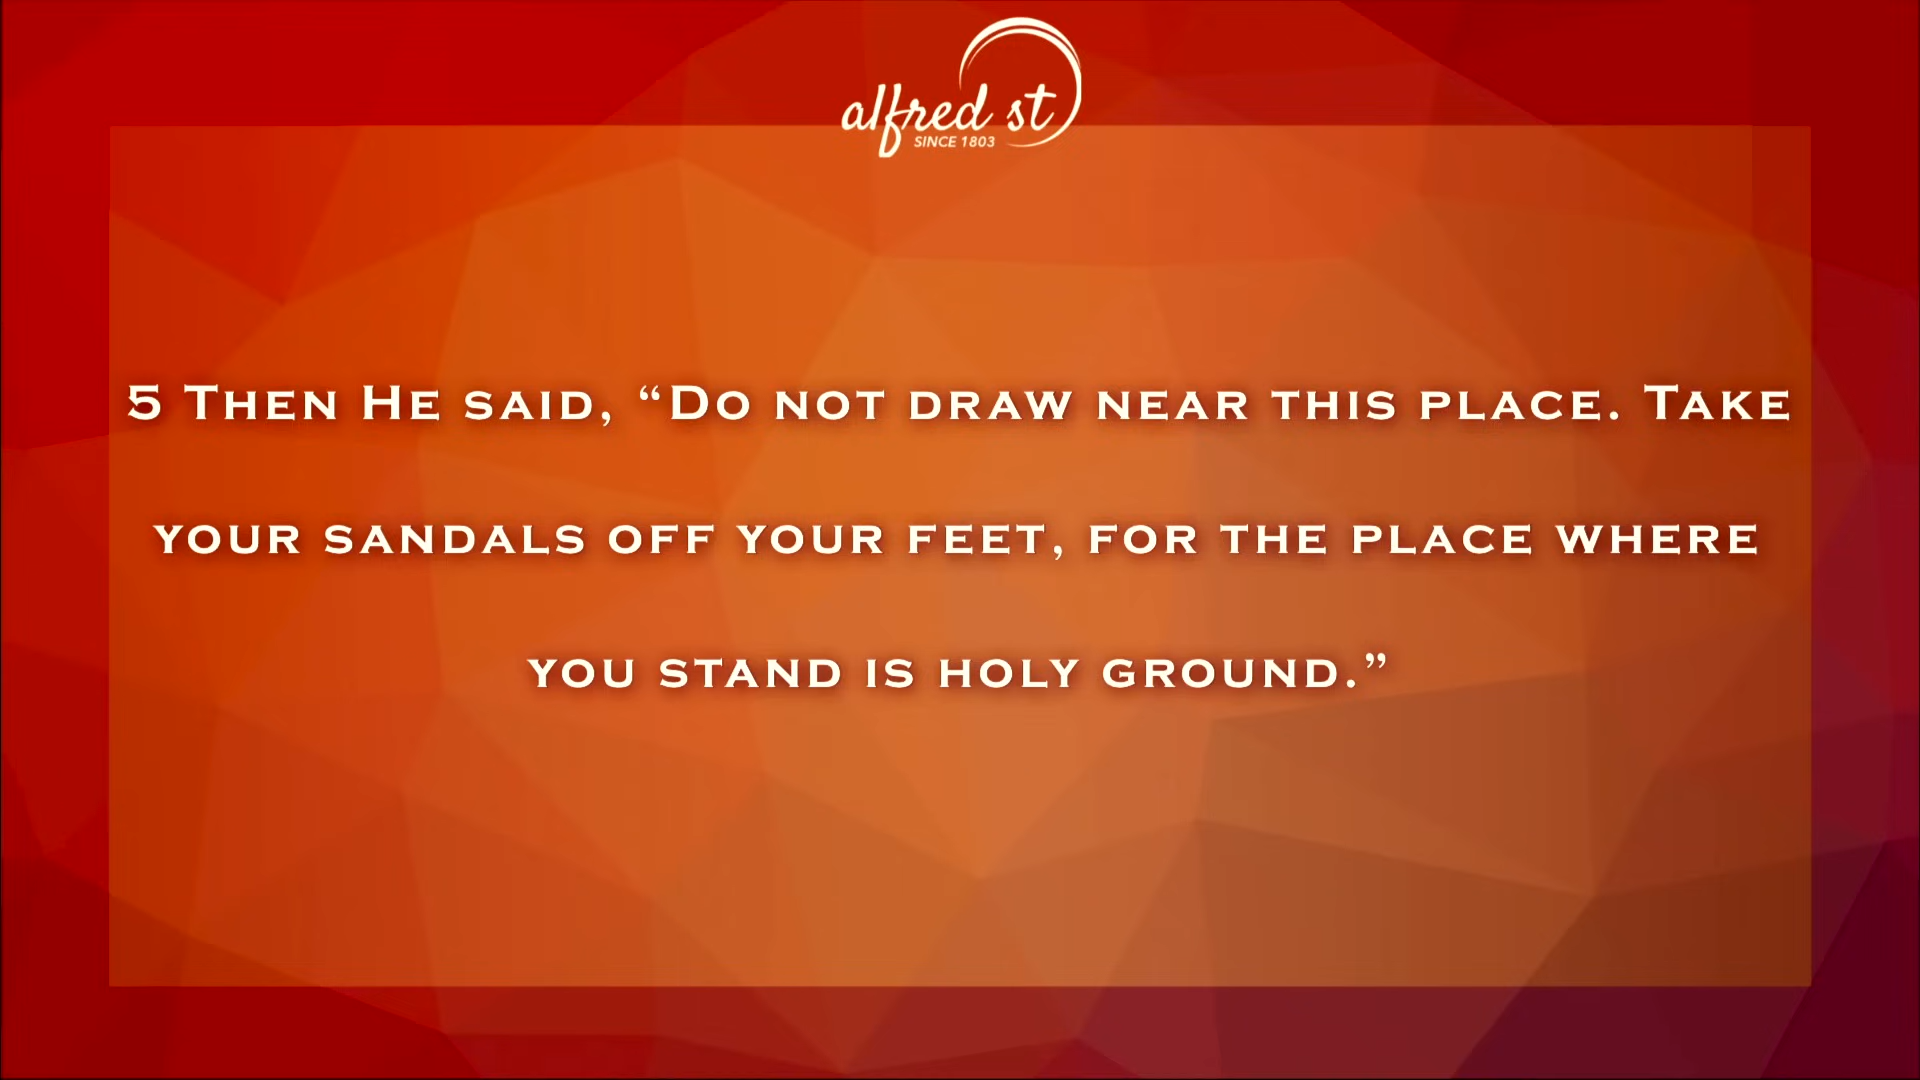 alfred st
SINCE 1803
5 Then He said, “Do not draw near this place. Take
your sandals off your feet, for the place where
you stand is holy ground.”